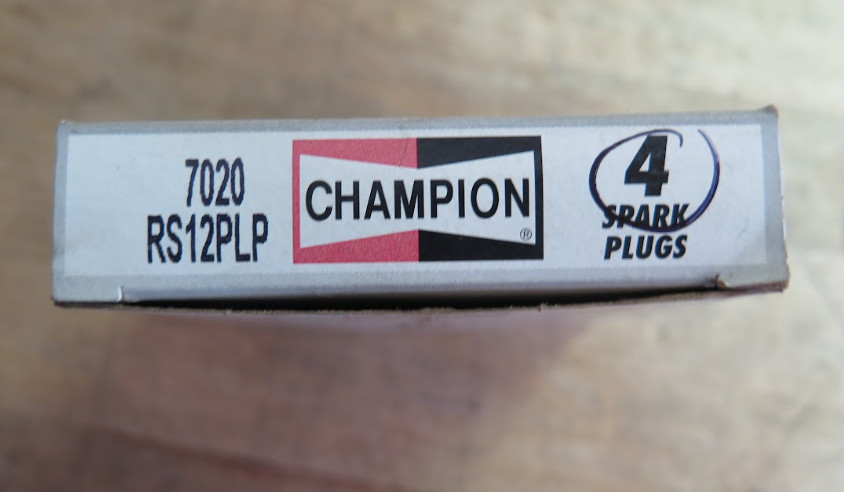 7020
RS12PLP
CHAMPION
®
4
SPARK
PLUGS